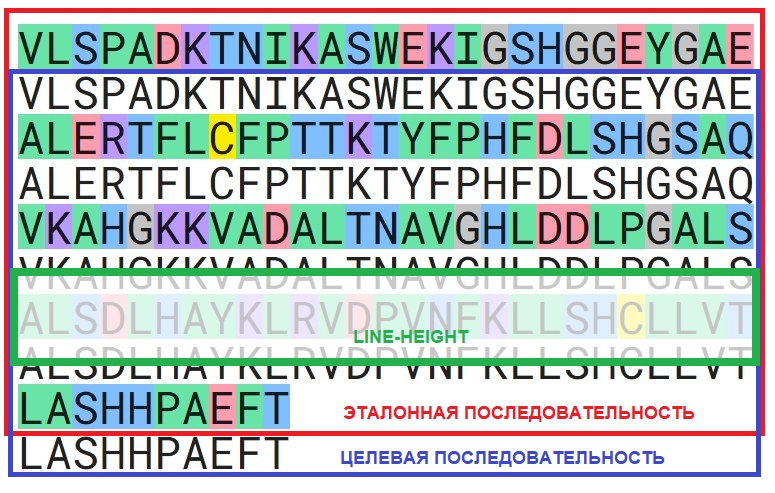 VLSPADKTNIKASWEKIGSHGGEYGAE
VLSPADKTNIKASWEKIGSHGGEYGAE
ALERTFLCFPTTKTYFPHFDLSHGSAQ
ALERTFLCFPTTKTYFPHFDLSHGSAQ
VKAHGKKVADALTNAVGHLDDLPGALS
VKAHGKKVADALTNAVGHLDDLPGALS
ALSDLHAYKLRVDPVNFKLLSHCLLVT
LINE-HEIGHT
ALSDLHAYKLRVDPVNFKLLSHCLLVT
LASHHPAEFT
ЭТАЛОННАЯ ПОСЛЕДОВАТЕЛЬНОСТЬ
LASHHPAEFT
ЦЕЛЕВАЯ ПОСЛЕДОВАТЕЛЬНОСТЬ